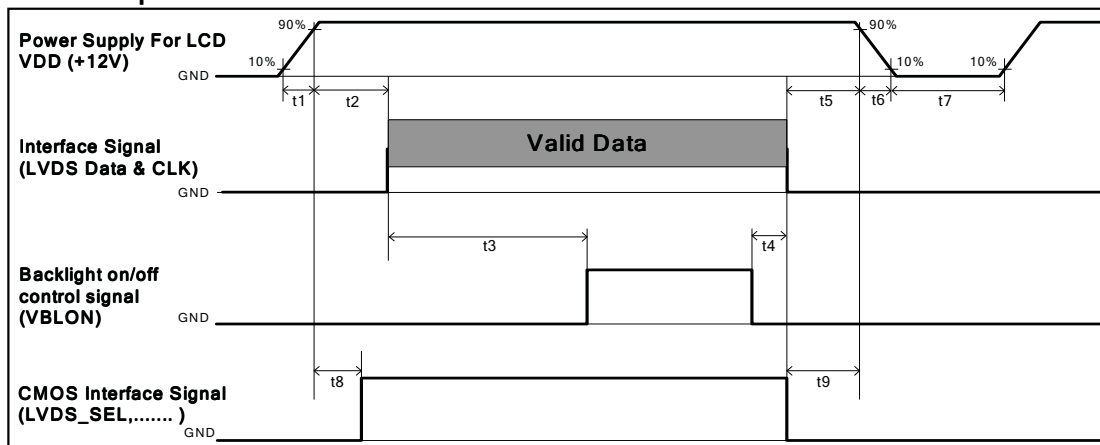 Power Supply For LCD
VDD (+12V)
90%
10%
GND
t1
t2
90%
10%
10%
t5
t6
t7
Interface Signal
(LVDS Data & CLK)
Valid Data
GND
t3
t4
Backlight on/off
control signal
(VBLON)
GND
t8
t9
CMOS Interface Signal
(LVDS_SEL,....... )
GND